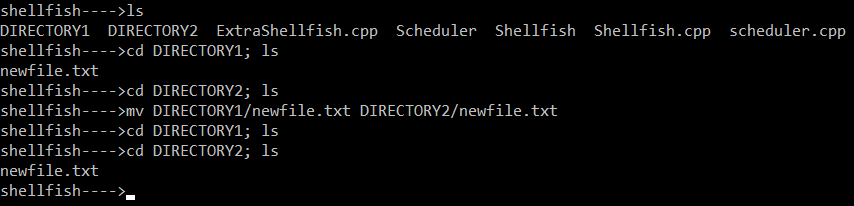 shellfish---->ls
DIRECTORY1  DIRECTORY2  ExtraShellfish.cpp  Scheduler  Shellfish  Shellfish.cpp  scheduler.cpp
shellfish---->cd DIRECTORY1; ls
newfile.txt
shellfish---->cd DIRECTORY2; ls
shellfish---->mv DIRECTORY1/newfile.txt DIRECTORY2/newfile.txt
shellfish---->cd DIRECTORY1; ls
shellfish---->cd DIRECTORY2; ls
newfile.txt
shellfish---->